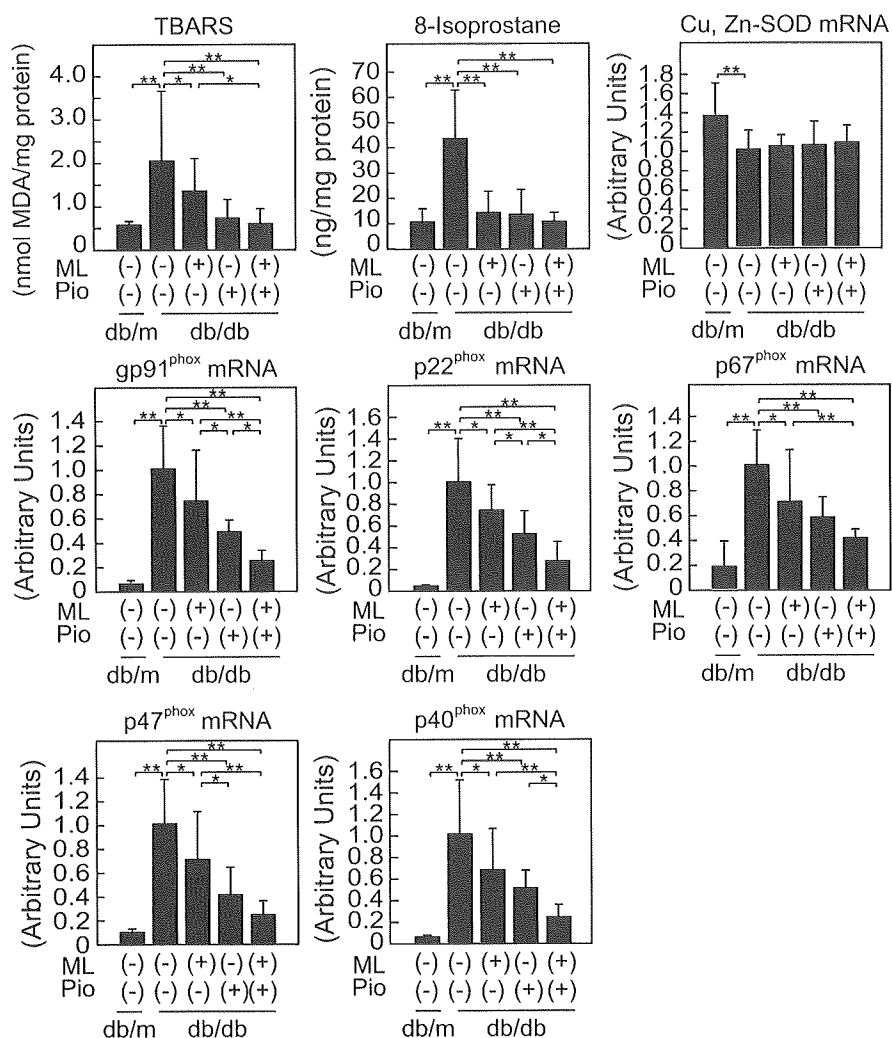 TBARS
(nmol MDA/mg protein)
4.0
3.0
2.0
1.0
0
** * ** ** *
ML (-) (-) (+) (-) (+)
Pio (-) (-) (-) (+) (+)
db/m db/db
8-Isoprostane
(ng/mg protein)
70
60
50
40
30
20
10
0
** ** ** **
ML (-) (-) (+) (-) (+)
Pio (-) (-) (-) (+) (+)
db/m db/db
Cu, Zn-SOD mRNA
(Arbitrary Units)
1.8
1.4
1.2
1.0
0.8
0.6
0.4
0.2
0
**
ML (-) (-) (+) (-) (+)
Pio (-) (-) (-) (+) (+)
db/m db/db
gp91phox mRNA
(Arbitrary Units)
1.4
1.2
1.0
0.8
0.6
0.4
0.2
0
**
**
** * **
* *
ML (-) (-) (+) (-) (+)
Pio (-) (-) (-) (+) (+)
db/m db/db
p22phox mRNA
(Arbitrary Units)
1.6
1.4
1.2
1.0
0.8
0.6
0.4
0.2
0
**
**
** * **
* *
ML (-) (-) (+) (-) (+)
Pio (-) (-) (-) (+) (+)
db/m db/db
p67phox mRNA
(Arbitrary Units)
1.4
1.2
1.0
0.8
0.6
0.4
0.2
0
**
**
** * **
ML (-) (-) (+) (-) (+)
Pio (-) (-) (-) (+) (+)
db/m db/db
p47phox mRNA
(Arbitrary Units)
1.4
1.2
1.0
0.8
0.6
0.4
0.2
0
**
**
** * **
*
ML (-) (-) (+) (-) (+)
Pio (-) (-) (-) (+) (+)
db/m db/db
p40phox mRNA
(Arbitrary Units)
1.6
1.4
1.2
1.0
0.8
0.6
0.4
0.2
0
**
**
** * **
*
ML (-) (-) (+) (-) (+)
Pio (-) (-) (-) (+) (+)
db/m db/db